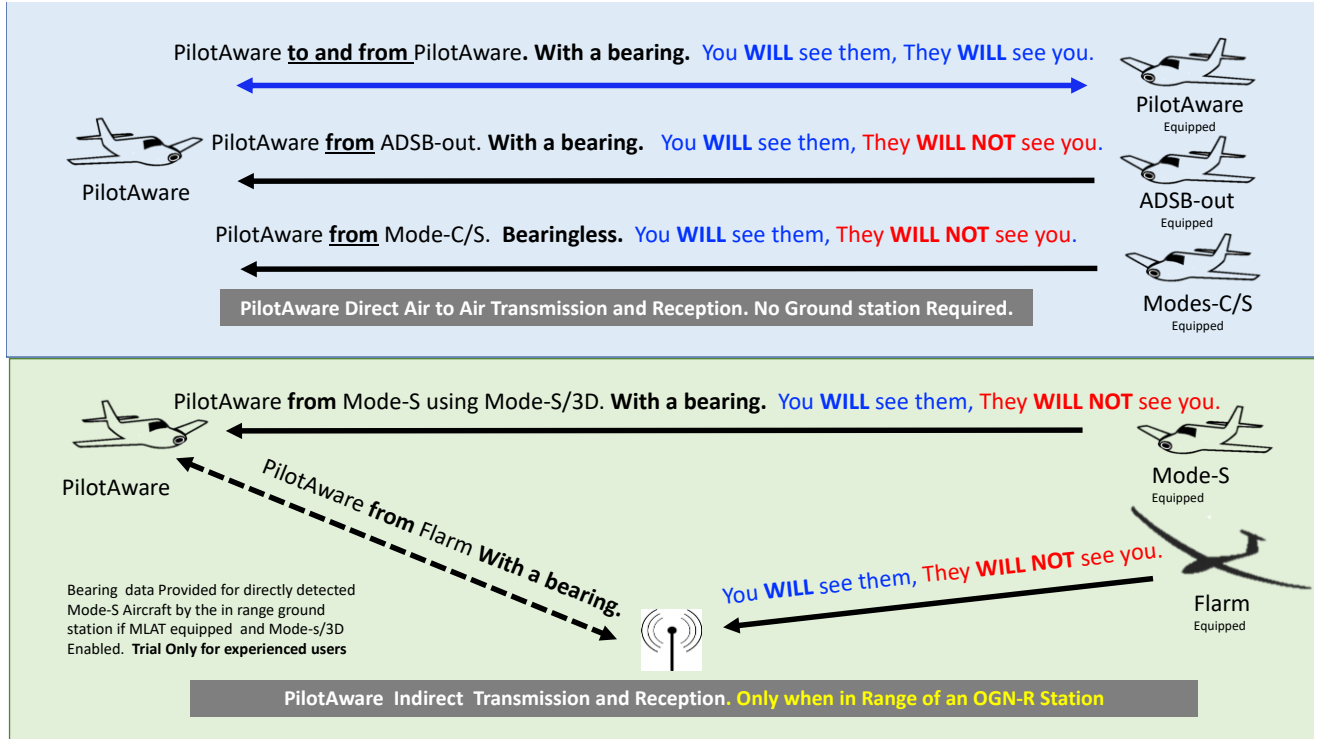 PilotAware to and from PilotAware. With a bearing. You WILL see them, They WILL see you.
PilotAware
Equipped
PilotAware from ADSB-out. With a bearing. You WILL see them, They WILL NOT see you.
PilotAware
ADSB-out
Equipped
PilotAware from Mode-C/S. Bearingless. You WILL see them, They WILL NOT see you.
Modes-C/S
Equipped
PilotAware Direct Air to Air Transmission and Reception. No Ground station Required.
PilotAware from Mode-S using Mode-S/3D. With a bearing. You WILL see them, They WILL NOT see you.
PilotAware
Mode-S
Equipped
PilotAware from Flarm With a bearing.
You WILL see them, They WILL NOT see you.
Flarm
Equipped
Bearing data Provided for directly detected
Mode-S Aircraft by the in range ground
station if MLAT equipped and Mode-s/3D
Enabled. Trial Only for experienced users
PilotAware Indirect Transmission and Reception. Only when in Range of an OGN-R Station